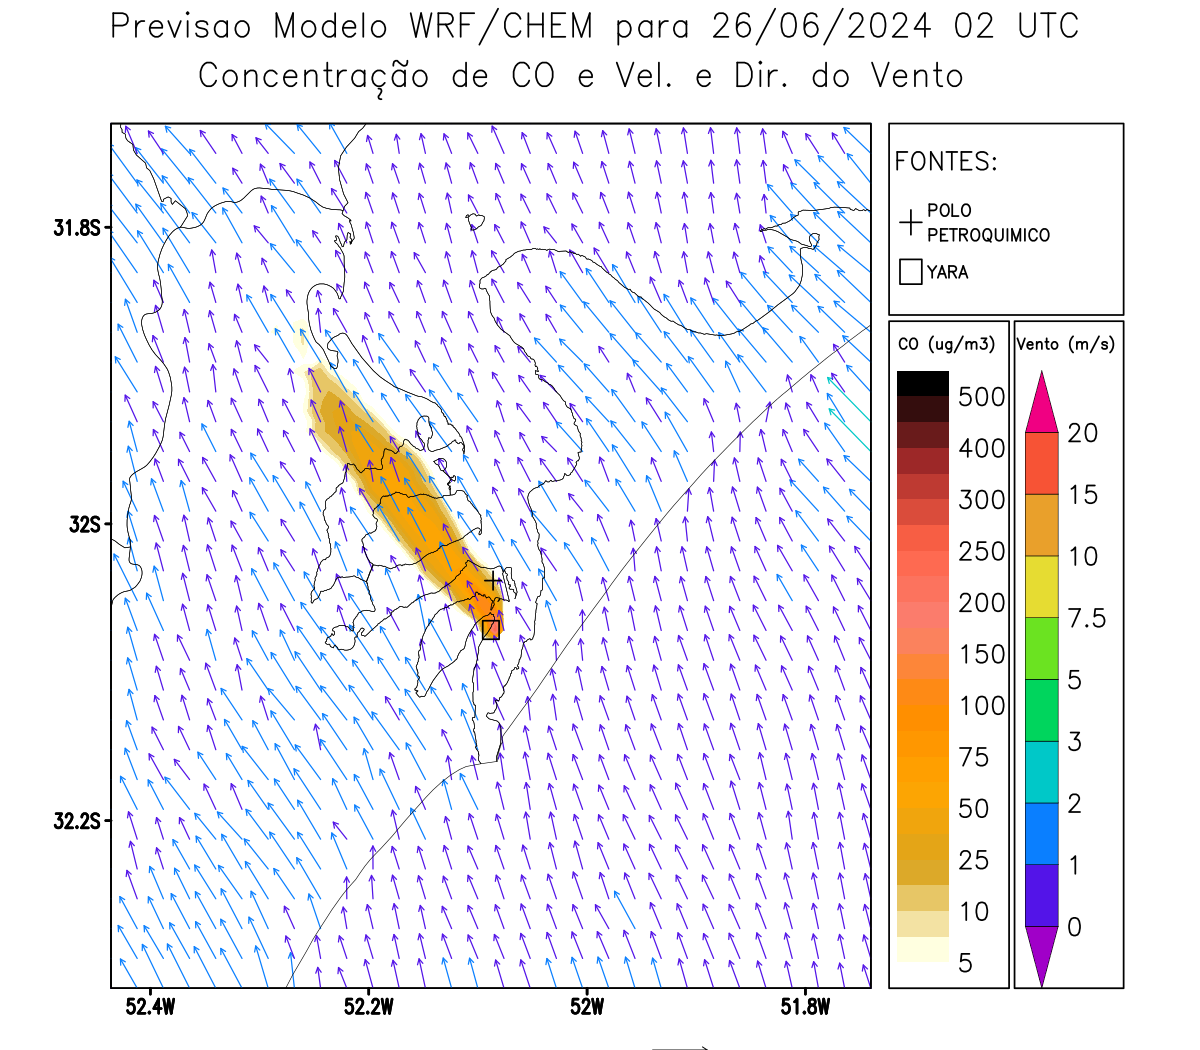 Previsao Modelo WRF/CHEM para 26/06/2024 02 UTC
Concentração de CO e Vel. e Dir. do Vento
FONTES:
POLO
PETROQUIMICO
YARA
31.8S
32S
32.2S
52.4W
52.2W
52W
51.8W
CO (ug/m3)
500
400
300
250
200
150
100
75
50
25
10
5
Vento (m/s)
20
15
10
7.5
5
3
2
1
0